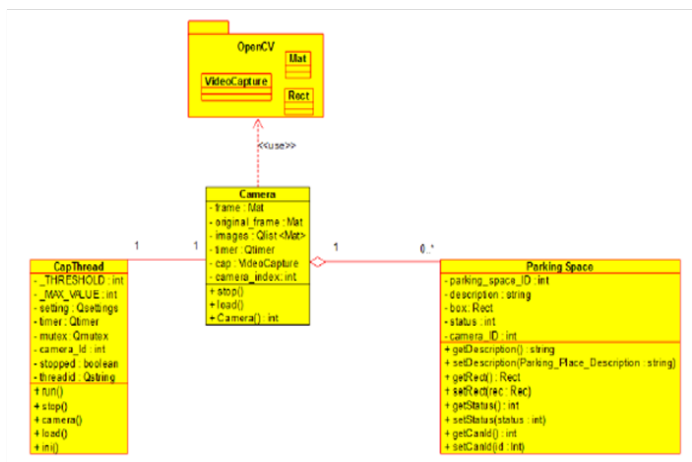 OpenCV
Mat
VideoCapture
Rect
<<use>>
Camera
- frame : Mat
- original_frame : Mat
- images : Qlist <Mat>
- timer : Qtimer
- cap : VideoCapture
- camera_index : int
+ stop()
+ load()
+ Camera() : int
1
1
1
0..*
CapThread
- _THRESHOLD : int
- _MAX_VALUE : int
- setting : Qsettings
- timer : Qtimer
- mutex : Qmutex
- camera_Id : int
- stopped : boolean
- threadid : Qstring
+ run()
+ stop()
+ camera()
+ load()
+ ini()
Parking Space
- parking_space_ID : int
- description : string
- box : Rect
- status : int
- camera_ID : int
+ getDescription() : string
+ setDescription(Parking_Place_Description : string)
+ getRect() : Rect
+ setRect(rec : Rec)
+ getStatus() : int
+ setStatus(status : int)
+ getCanId() : int
+ setCanId(id : Int)